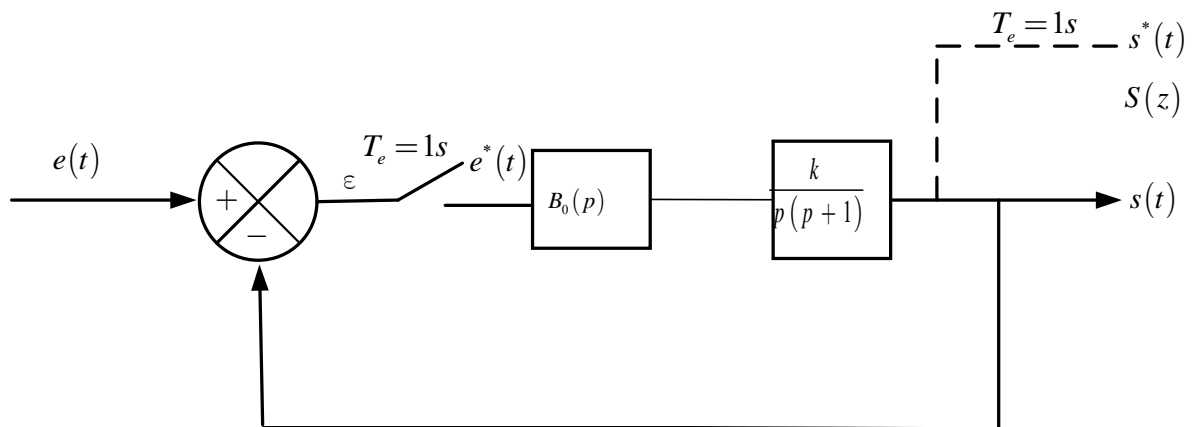 T_e = 1s
s*(t)
S(z)
e(t)
T_e = 1s
e*(t)
ε
+
−
B_0(p)
k
p(p+1)
s(t)